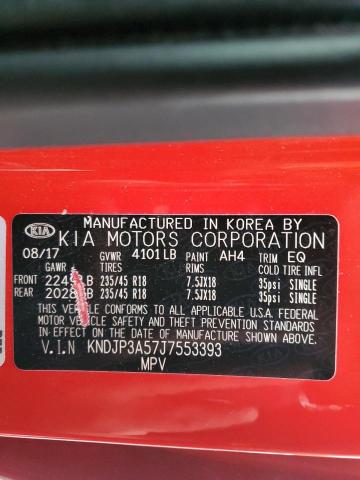 MANUFACTURED IN KOREA BY
KIA KIA MOTORS CORPORATION
08/17 GVWR 4101LB PAINT AH4 TRIM EQ
GAWR TIRES RIMS COLD TIRE INFL
FRONT 235/45 R18 7.5JX18 35psi SINGLE
REAR 235/45 R18 7.5JX18 35psi SINGLE
THIS VEHICLE CONFORMS TO ALL APPLICABLE U.S.A. FEDERAL
MOTOR VEHICLE SAFETY AND THEFT PREVENTION STANDARDS
IN EFFECT ON THE DATE OF MANUFACTURE SHOWN ABOVE.
V.I.N KNDJP3A57J7553393
MPV